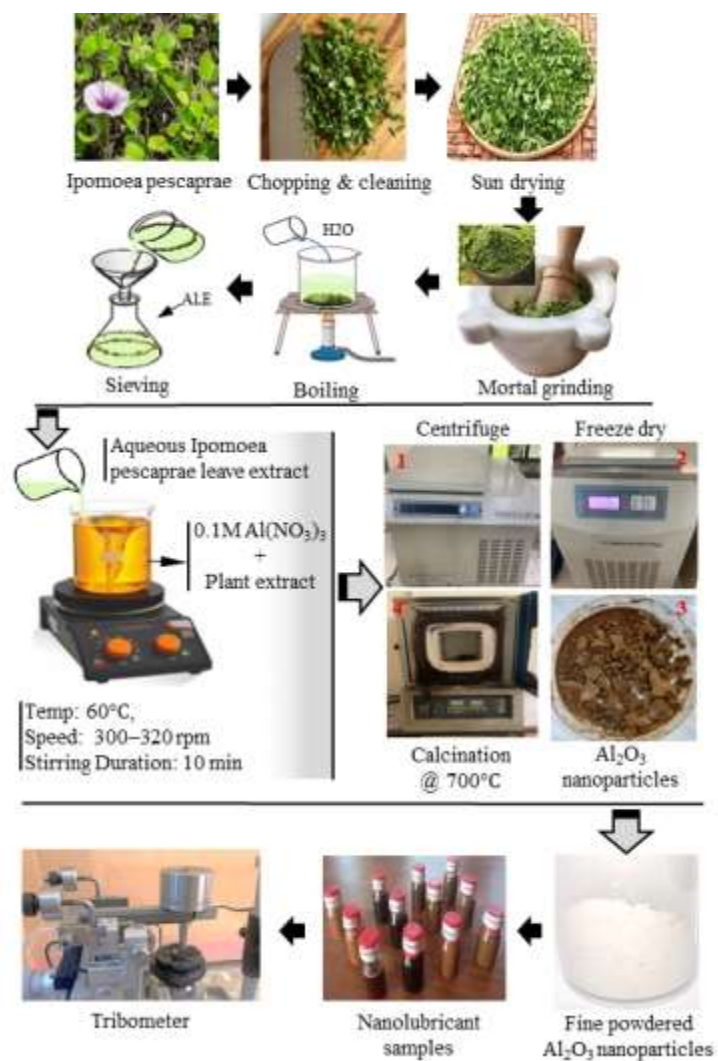 Ipomoea pescaprae
Chopping & cleaning
Sun drying
H2O
ALE
Sieving
Boiling
Mortal grinding
Aqueous Ipomoea
pescaprae leave extract
0.1M Al(NO₃)₃
+
Plant extract
Temp: 60°C,
Speed: 300–320 rpm
Stirring Duration: 10 min
Centrifuge
Freeze dry
1
2
4
3
Calcination
@ 700°C
Al₂O₃
nanoparticles
Tribometer
Nanolubricant
samples
Fine powdered
Al₂O₃ nanoparticles